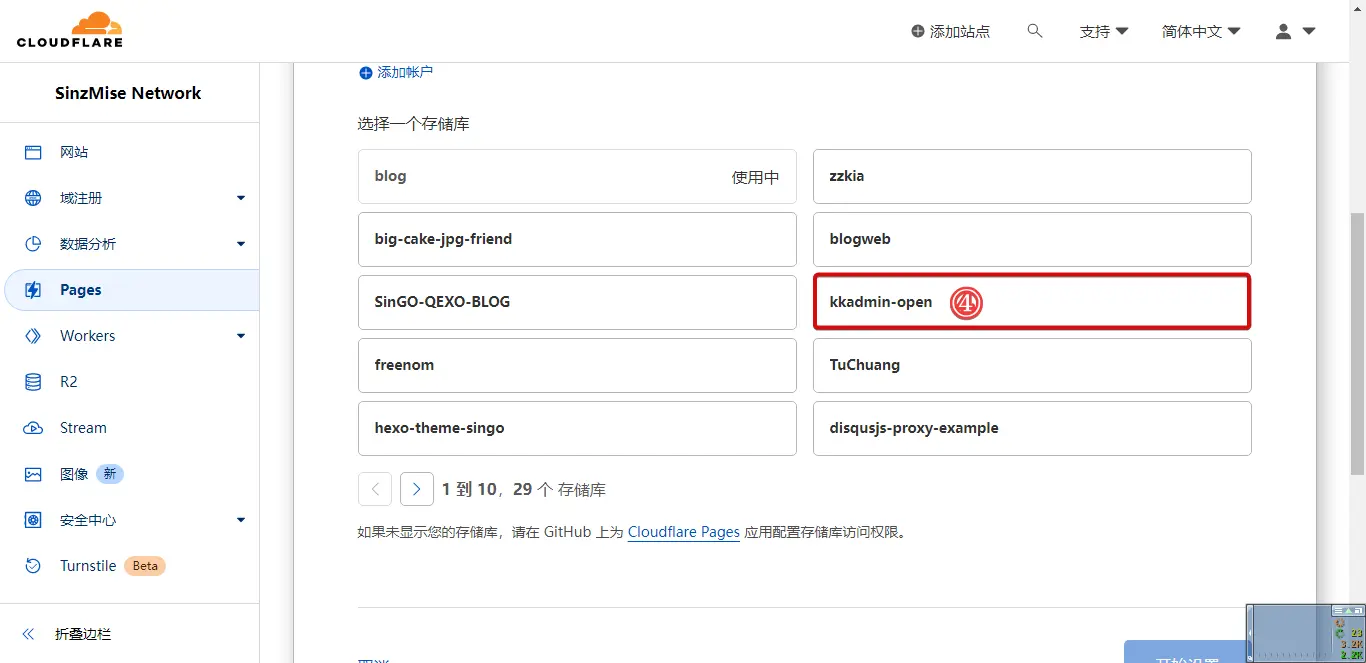 CLOUDFLARE
添加站点
支持
简体中文
SinzMise Network
网站
域注册
数据分析
Pages
Workers
R2
Stream
图像 新
安全中心
Turnstile Beta
折叠边栏
添加帐户
选择一个存储库
blog 使用中
zzkia
big-cake-jpg-friend
blogweb
SinGO-QEXO-BLOG
kkadmin-open ④
freenom
TuChuang
hexo-theme-singo
disqusjs-proxy-example
1 到 10，29 个 存储库
如果未显示您的存储库，请在 GitHub 上为 Cloudflare Pages 应用配置存储库访问权限。
开始设置
23
3.2K
2.2K